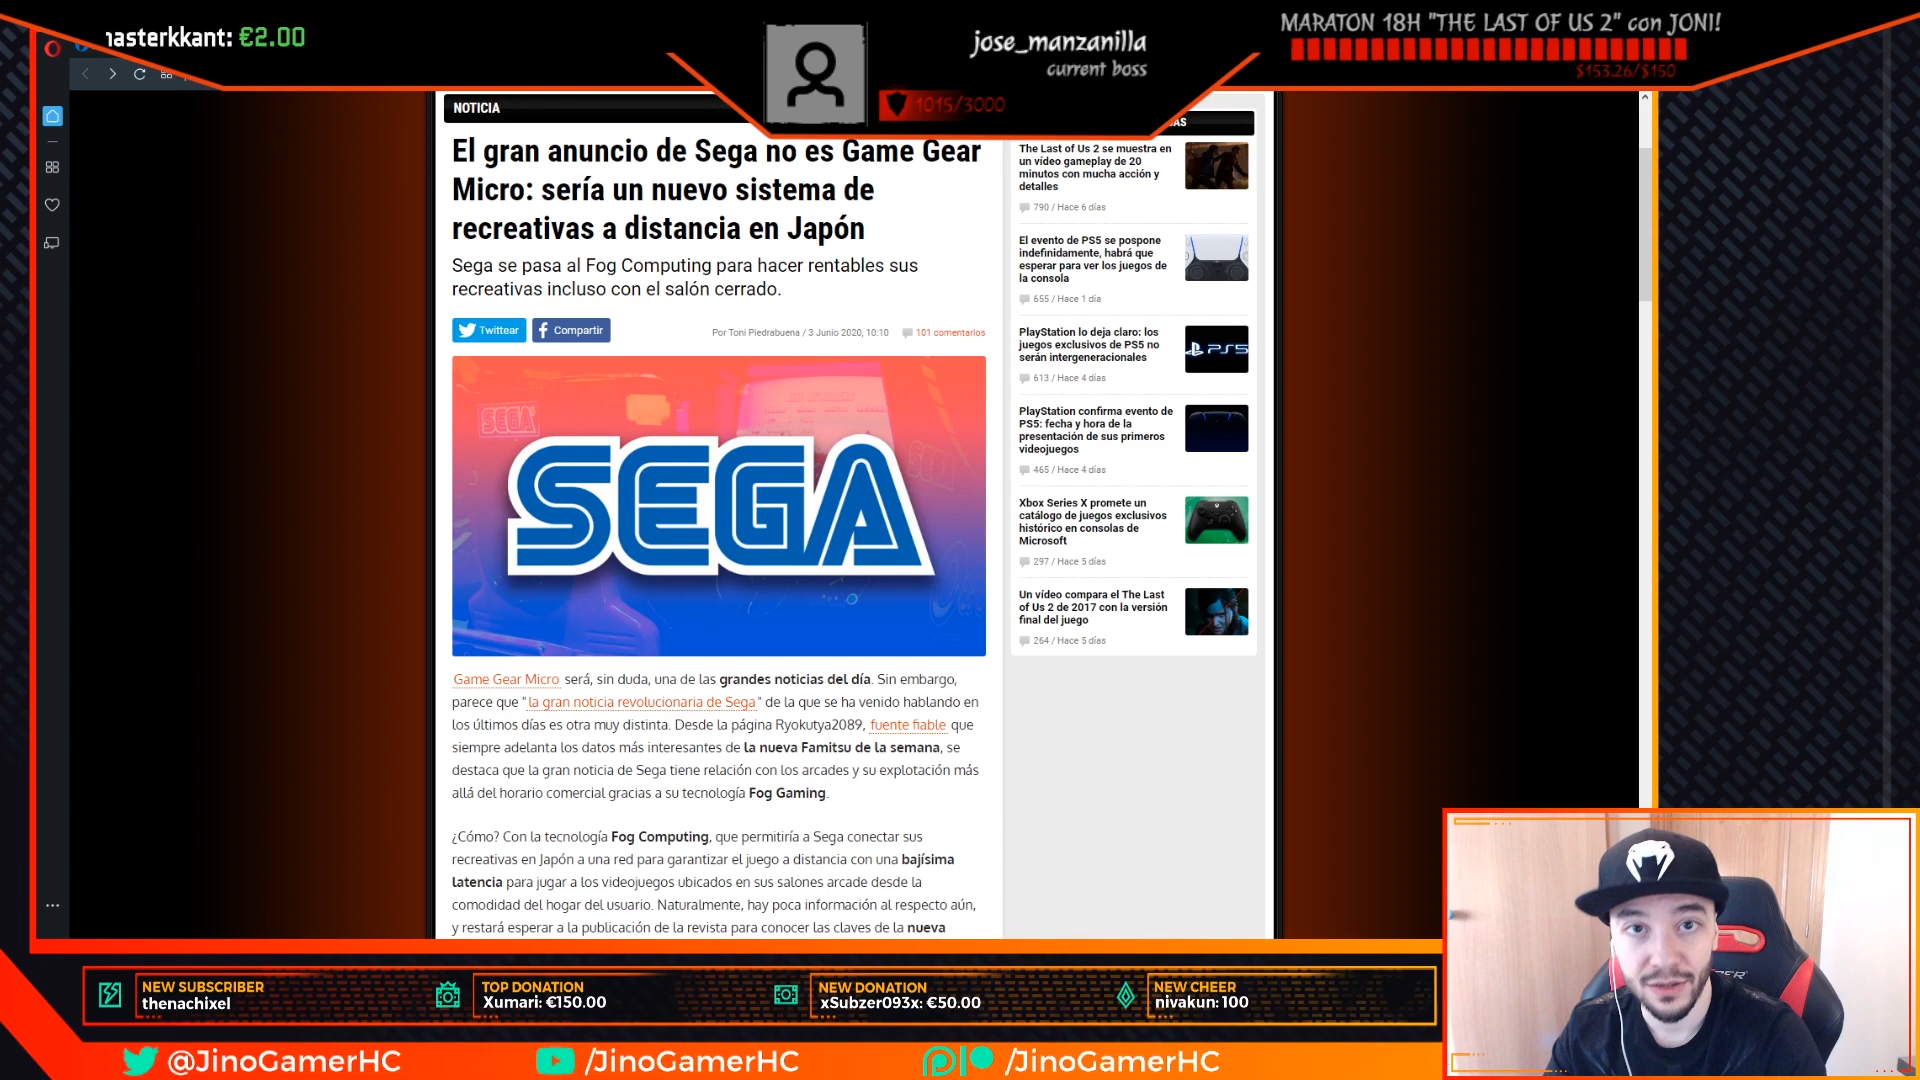 asterkkant: €2.00
jose_manzanilla
current boss
1015/3000
MARATON 18H "THE LAST OF US 2" con JONI!
$153.26/$150
NOTICIA
El gran anuncio de Sega no es Game Gear
Micro: sería un nuevo sistema de
recreativas a distancia en Japón
Sega se pasa al Fog Computing para hacer rentables sus
recreativas incluso con el salón cerrado.
Twittear
Compartir
Por Toni Piedrabuena / 3 Junio 2020, 10:10
101 comentarios
SEGA
SEGA
Game Gear Micro será, sin duda, una de las grandes noticias del día. Sin embargo,
parece que "la gran noticia revolucionaria de Sega" de la que se ha venido hablando en
los últimos días es otra muy distinta. Desde la página Ryokutya2089, fuente fiable que
siempre adelanta los datos más interesantes de la nueva Famitsu de la semana, se
destaca que la gran noticia de Sega tiene relación con los arcades y su explotación más
allá del horario comercial gracias a su tecnología Fog Gaming.
¿Cómo? Con la tecnología Fog Computing, que permitiría a Sega conectar sus
recreativas en Japón a una red para garantizar el juego a distancia con una bajísima
latencia para jugar a los videojuegos ubicados en sus salones arcade desde la
comodidad del hogar del usuario. Naturalmente, hay poca información al respecto aún,
y restará esperar a la publicación de la revista para conocer las claves de la nueva
AS
The Last of Us 2 se muestra en
un vídeo gameplay de 20
minutos con mucha acción y
detalles
790 / Hace 6 días
El evento de PS5 se pospone
indefinidamente, habrá que
esperar para ver los juegos de
la consola
655 / Hace 1 día
PlayStation lo deja claro: los
juegos exclusivos de PS5 no
serán intergeneracionales
613 / Hace 4 días
PS5
PlayStation confirma evento de
PS5: fecha y hora de la
presentación de sus primeros
videojuegos
465 / Hace 4 días
Xbox Series X promete un
catálogo de juegos exclusivos
histórico en consolas de
Microsoft
297 / Hace 5 días
Un vídeo compara el The Last
of Us 2 de 2017 con la versión
final del juego
264 / Hace 5 días
NEW SUBSCRIBER
thenachixel
TOP DONATION
Xumari: €150.00
NEW DONATION
xSubzer093x: €50.00
NEW CHEER
nivakun: 100
@JinoGamerHC
/JinoGamerHC
/JinoGamerHC